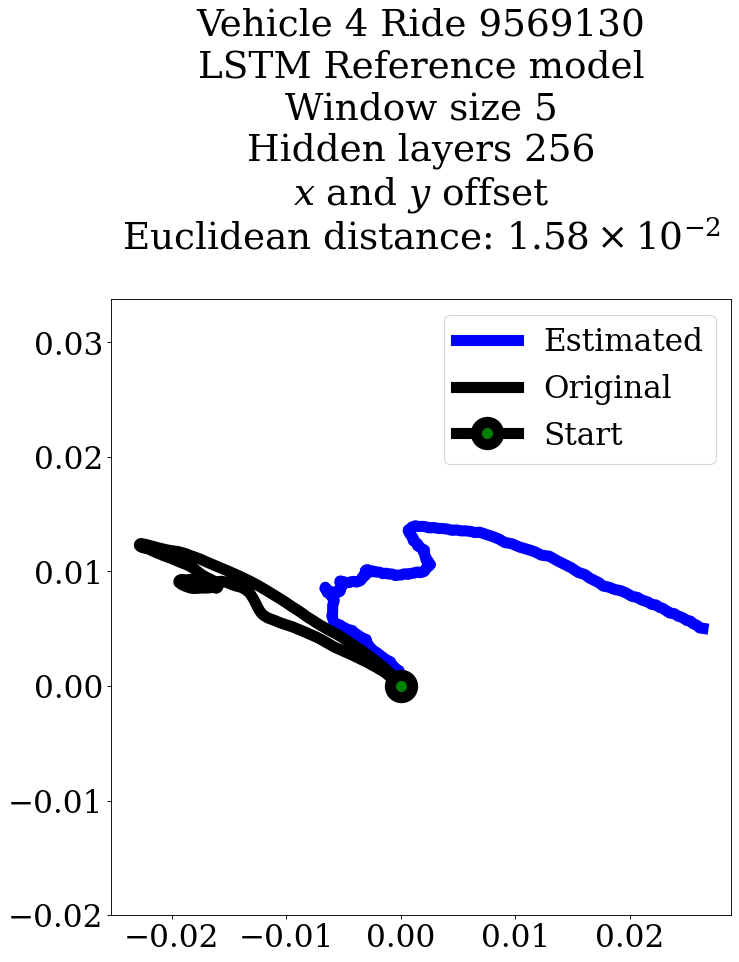 Vehicle 4 Ride 9569130
LSTM Reference model
Window size 5
Hidden layers 256
x and y offset
Euclidean distance: 1.58 × 10⁻²
Estimated
Original
Start
0.03
0.02
0.01
0.00
−0.01
−0.02
−0.02 −0.01 0.00 0.01 0.02